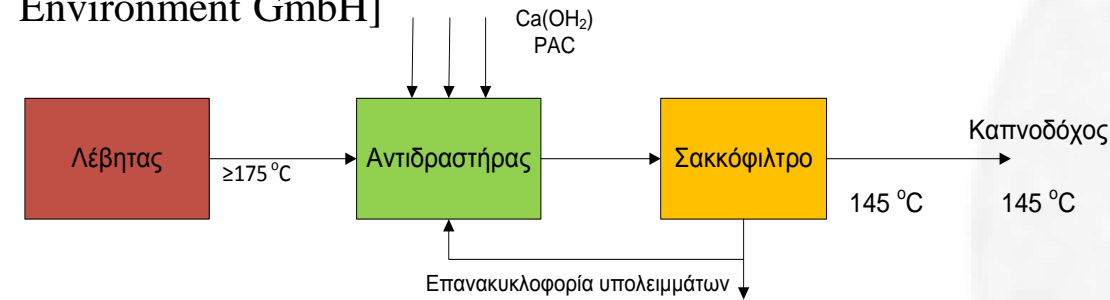 Environment GmbH]
Ca(OH₂)
PAC
Λέβητας
≥175 °C
Αντιδραστήρας
Σακκόφιλτρο
Καπνοδόχος
145 °C
145 °C
Επανακυκλοφορία υπολειμμάτων